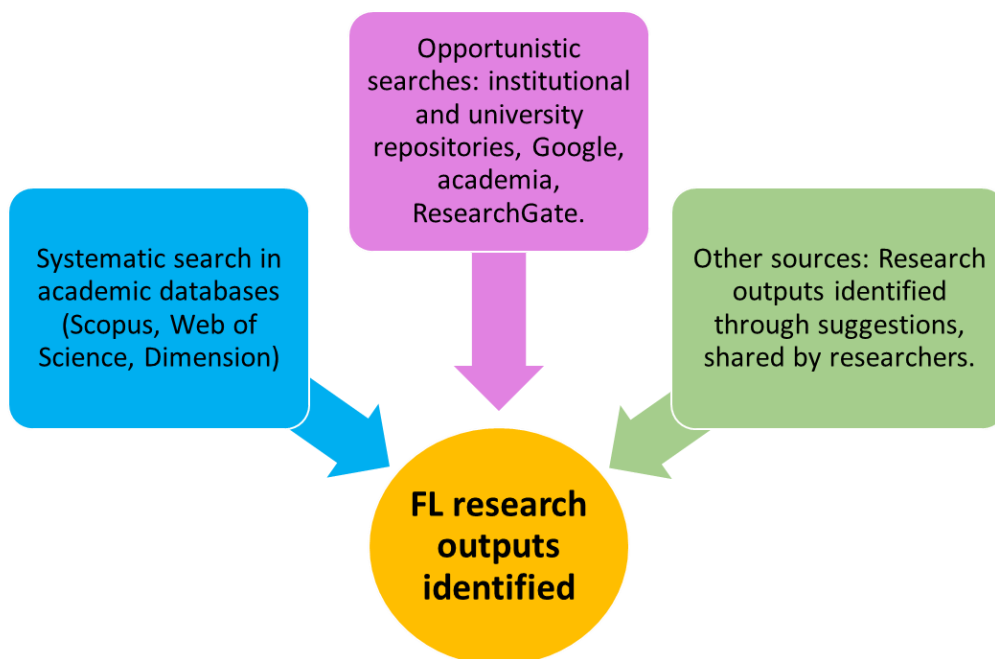 Opportunistic
searches: institutional
and university
repositories, Google,
academia,
ResearchGate.
Systematic search in
academic databases
(Scopus, Web of
Science, Dimension)
Other sources: Research
outputs identified
through suggestions,
shared by researchers.
FL research
outputs
identified